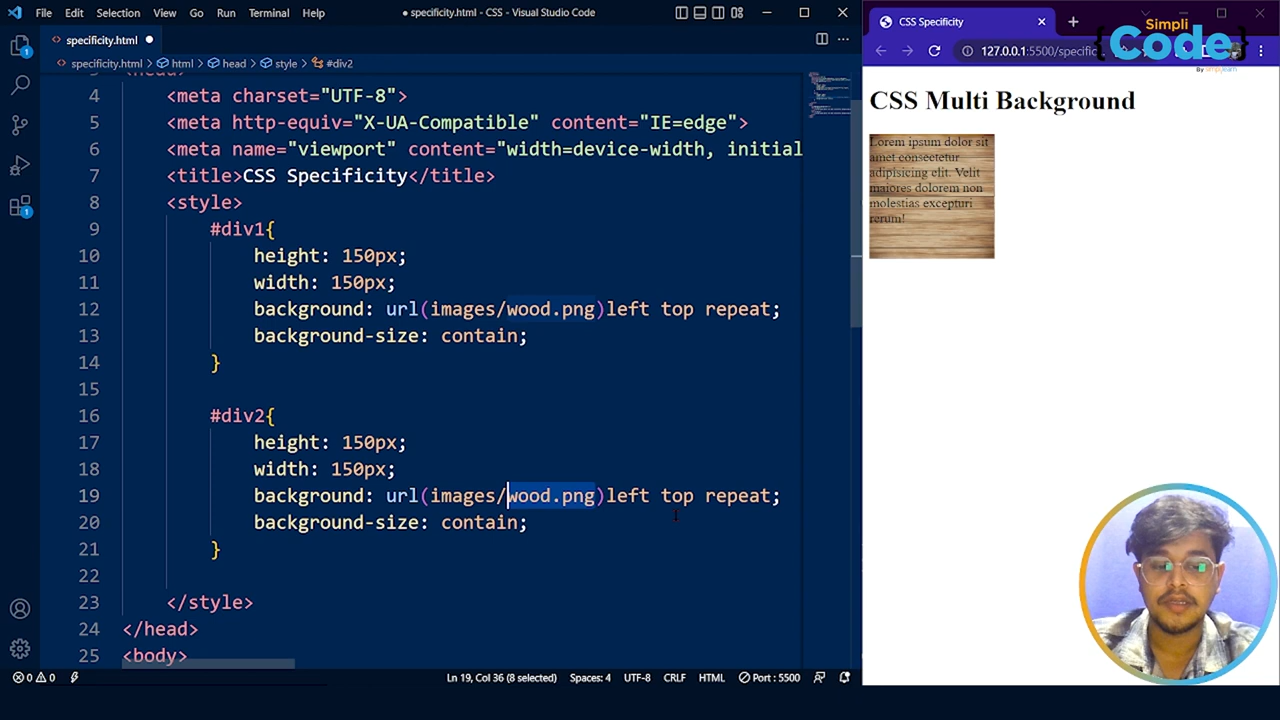 File Edit Selection View Go Run Terminal Help
● specificity.html - CSS - Visual Studio Code
specificity.html ●
specificity.html > html > head > style > #div2
4 <meta charset="UTF-8">
5 <meta http-equiv="X-UA-Compatible" content="IE=edge">
6 <meta name="viewport" content="width=device-width, initial
7 <title>CSS Specificity</title>
8 <style>
9 #div1{
10 height: 150px;
11 width: 150px;
12 background: url(images/wood.png)left top repeat;
13 background-size: contain;
14 }
15
16 #div2{
17 height: 150px;
18 width: 150px;
19 background: url(images/wood.png)left top repeat;
20 background-size: contain;
21 }
22
23 </style>
24 </head>
25 <body>
0 0
Ln 19, Col 36 (8 selected) Spaces: 4 UTF-8 CRLF HTML Port : 5500
CSS Specificity
127.0.0.1:5500/specific
Simpli
{Code}
By simplilearn
CSS Multi Background
Lorem ipsum dolor sit
amet consectetur
adipisicing elit. Velit
maiores dolorem non
molestias excepturi
rerum!